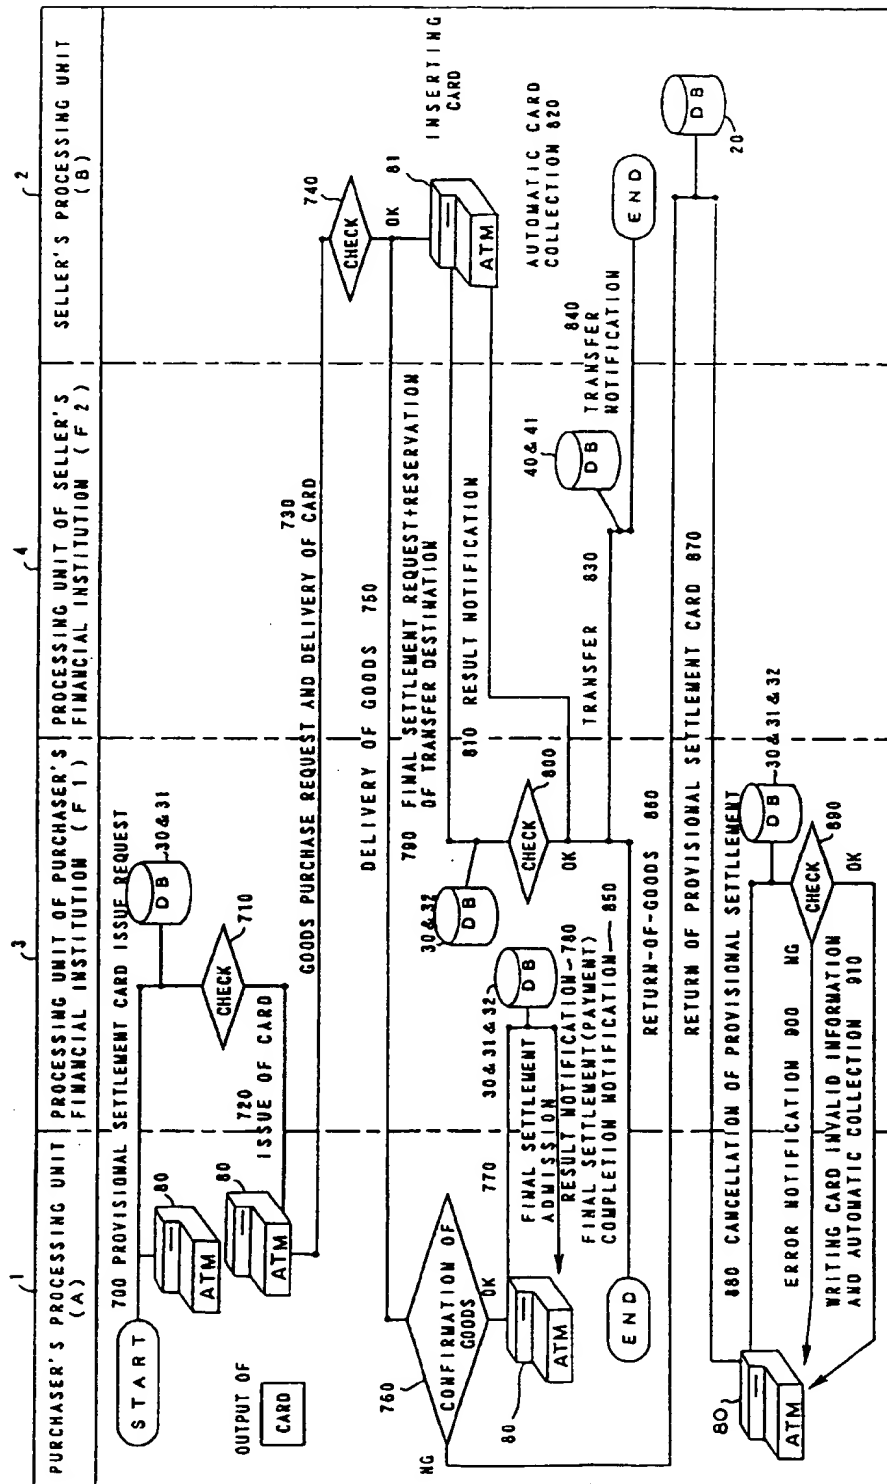 1
3
4
2
PURCHASER'S PROCESSING UNIT
(A)
PROCESSING UNIT OF PURCHASER'S
FINANCIAL INSTITUTION (F1)
PROCESSING UNIT OF SELLER'S
FINANCIAL INSTITUTION (F2)
SELLER'S PROCESSING UNIT
(B)
START
700 PROVISIONAL SETTLEMENT CARD ISSUE REQUEST
DB
30&31
80
ATM
CHECK
710
80
ATM
720
ISSUE OF CARD
OUTPUT OF
CARD
GOODS PURCHASE REQUEST AND DELIVERY OF CARD
730
740
CHECK
OK
DELIVERY OF GOODS 750
81
ATM
INSERTING
CARD
760
CONFIRMATION OF
GOODS
OK
NG
790 FINAL SETTLEMENT REQUEST+RESERVATION
OF TRANSFER DESTINATION
810 RESULT NOTIFICATION
30&32
DB
CHECK
800
OK
AUTOMATIC CARD
COLLECTION 820
770
30&31&32
DB
80
ATM
FINAL SETTLEMENT
ADMISSION
RESULT NOTIFICATION 780
FINAL SETTLEMENT(PAYMENT)
COMPLETION NOTIFICATION 850
TRANSFER 830
40&41
DB
840
TRANSFER
NOTIFICATION
END
END
RETURN-OF-GOODS 860
RETURN OF PROVISIONAL SETTLEMENT CARD 870
DB
20
880 CANCELLATION OF PROVISIONAL SETTLLEMENT
DB
30&31&32
80
ATM
CHECK
890
OK
ERROR NOTIFICATION 900 NG
WRITING CARD INVALID INFORMATION
AND AUTOMATIC COLLECTION 910